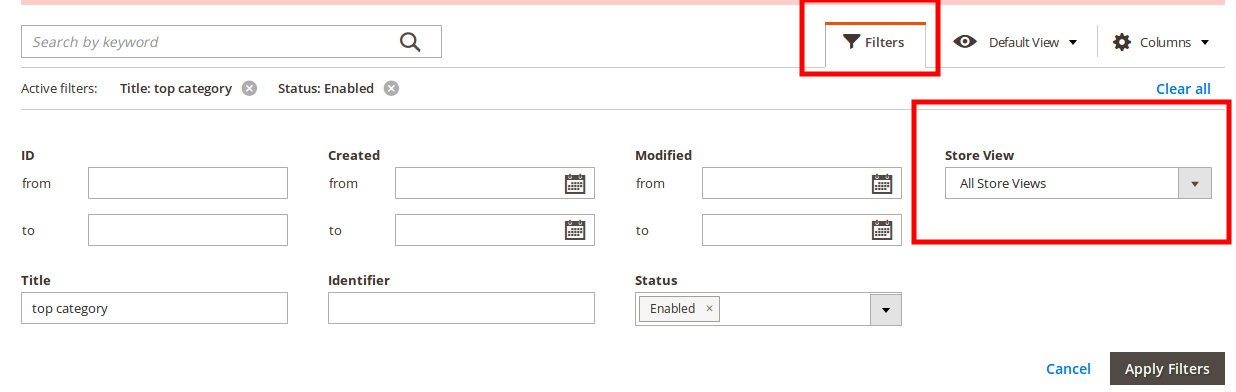 Search by keyword
Filters
Default View
Columns
Active filters: Title: top category Status: Enabled
Clear all
ID
Created
Modified
Store View
from
from
from
All Store Views
to
to
to
Title
Identifier
Status
top category
Enabled ×
Cancel
Apply Filters